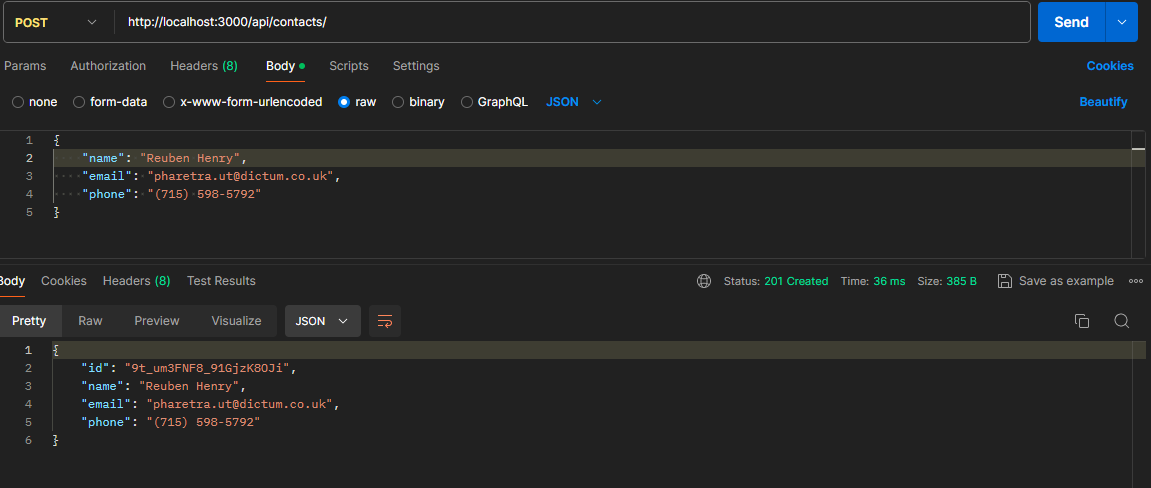 POST http://localhost:3000/api/contacts/ Send
Params Authorization Headers (8) Body Scripts Settings Cookies
none form-data x-www-form-urlencoded raw binary GraphQL JSON Beautify
1 {
2 "name": "Reuben Henry",
3 "email": "pharetra.ut@dictum.co.uk",
4 "phone": "(715) 598-5792"
5 }
Body Cookies Headers (8) Test Results Status: 201 Created Time: 36 ms Size: 385 B Save as example
Pretty Raw Preview Visualize JSON
1 {
2 "id": "9t_um3FNF8_91GjzK8OJi",
3 "name": "Reuben Henry",
4 "email": "pharetra.ut@dictum.co.uk",
5 "phone": "(715) 598-5792"
6 }